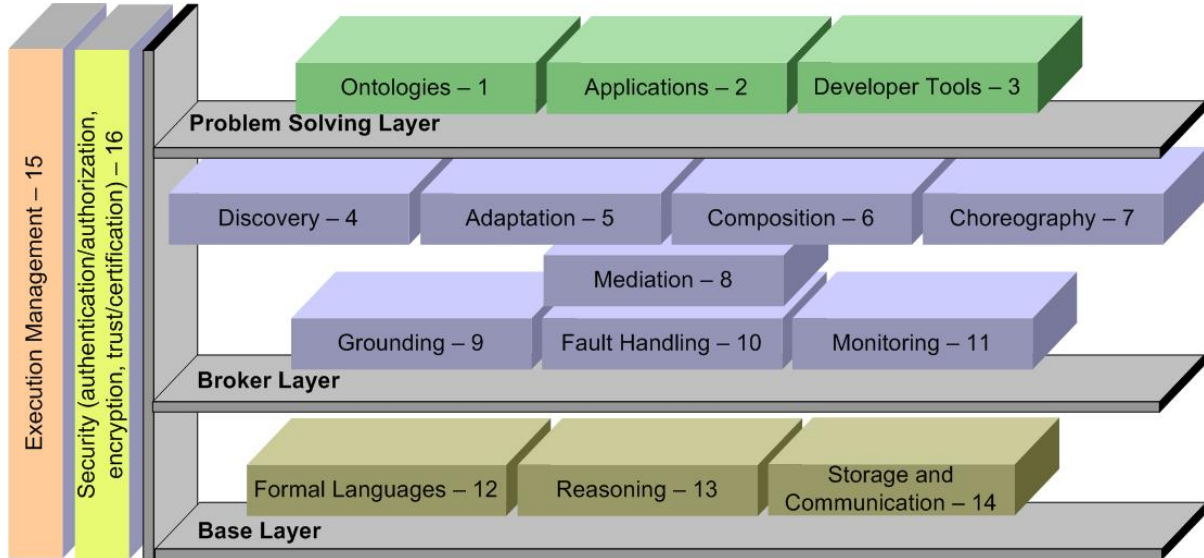 Execution Management – 15
Security (authentication/authorization,
encryption, trust/certification) – 16
Ontologies – 1
Applications – 2
Developer Tools – 3
Problem Solving Layer
Discovery – 4
Adaptation – 5
Composition – 6
Choreography – 7
Mediation – 8
Grounding – 9
Fault Handling – 10
Monitoring – 11
Broker Layer
Formal Languages – 12
Reasoning – 13
Storage and
Communication – 14
Base Layer